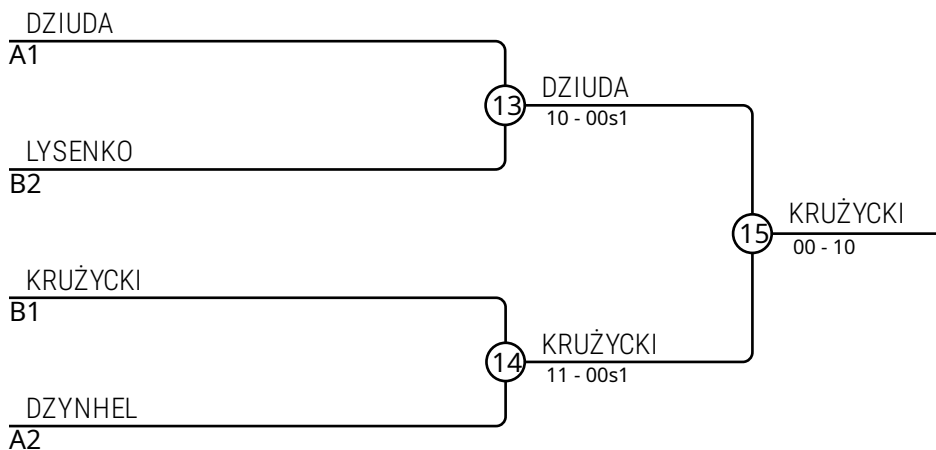 DZIUDA
A1
13
DZIUDA
10 - 00s1
LYSENKO
B2
15
KRUŻYCKI
00 - 10
KRUŻYCKI
B1
14
KRUŻYCKI
11 - 00s1
DZYNHEL
A2